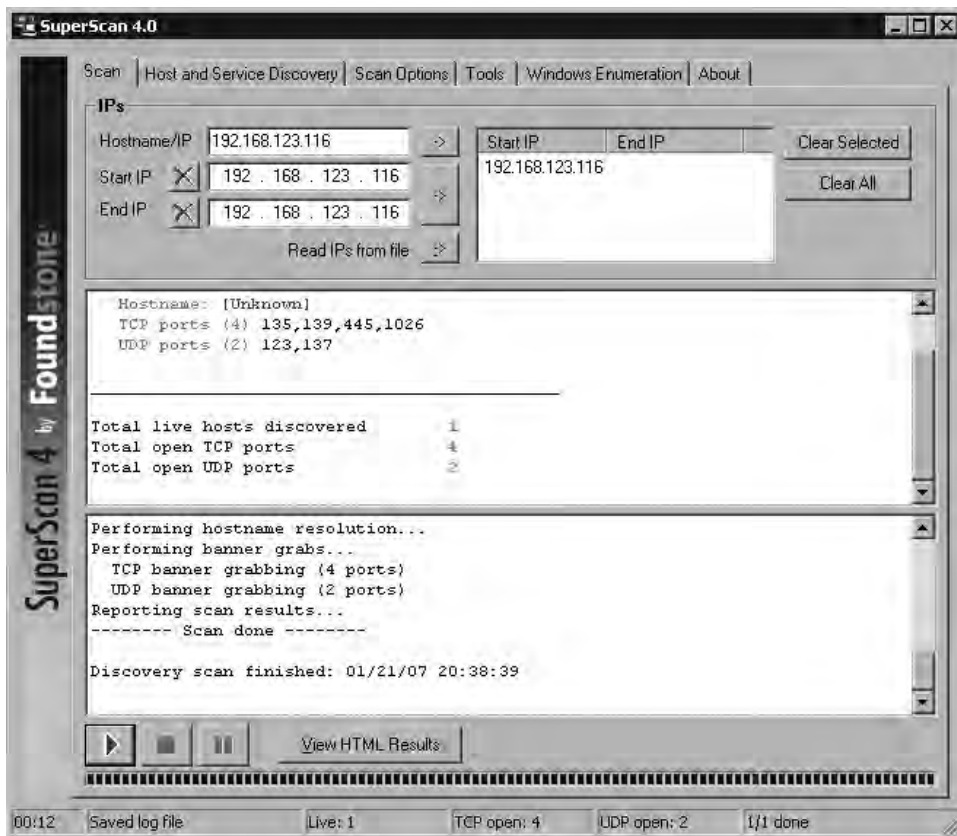 SuperScan 4.0
Scan Host and Service Discovery Scan Options Tools Windows Enumeration About
IPs
Hostname/IP 192.168.123.116 ->
Start IP X 192 . 168 . 123 . 116
End IP X 192 . 168 . 123 . 116 ->
Read IPs from file ->
Start IP End IP
192.168.123.116
Clear Selected
Clear All
Hostname: [Unknown]
TCP ports (4) 135,139,445,1026
UDP ports (2) 123,137
Total live hosts discovered 1
Total open TCP ports 4
Total open UDP ports 2
Performing hostname resolution...
Performing banner grabs...
TCP banner grabbing (4 ports)
UDP banner grabbing (2 ports)
Reporting scan results...
-------- Scan done --------
Discovery scan finished: 01/21/07 20:38:39
View HTML Results
SuperScan 4 by Foundstone
00:12 Saved log file Live: 1 TCP open: 4 UDP open: 2 1/1 done